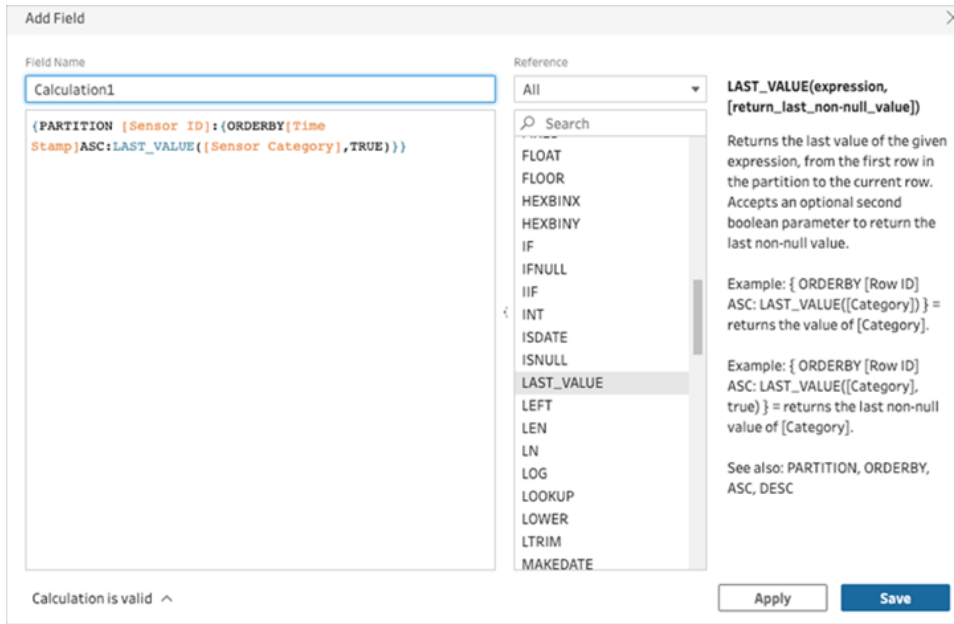 Add Field
Field Name
Calculation1
{PARTITION [Sensor ID]:{ORDERBY[Time
Stamp]ASC:LAST_VALUE([Sensor Category],TRUE)}}
Calculation is valid
Reference
All
Search
FLOAT
FLOOR
HEXBINX
HEXBINY
IF
IFNULL
IIF
INT
ISDATE
ISNULL
LAST_VALUE
LEFT
LEN
LN
LOG
LOOKUP
LOWER
LTRIM
MAKEDATE
LAST_VALUE(expression,
[return_last_non-null_value])
Returns the last value of the given
expression, from the first row in
the partition to the current row.
Accepts an optional second
boolean parameter to return the
last non-null value.
Example: { ORDERBY [Row ID]
ASC: LAST_VALUE([Category]) } =
returns the value of [Category].
Example: { ORDERBY [Row ID]
ASC: LAST_VALUE([Category],
true) } = returns the last non-null
value of [Category].
See also: PARTITION, ORDERBY,
ASC, DESC
Apply
Save